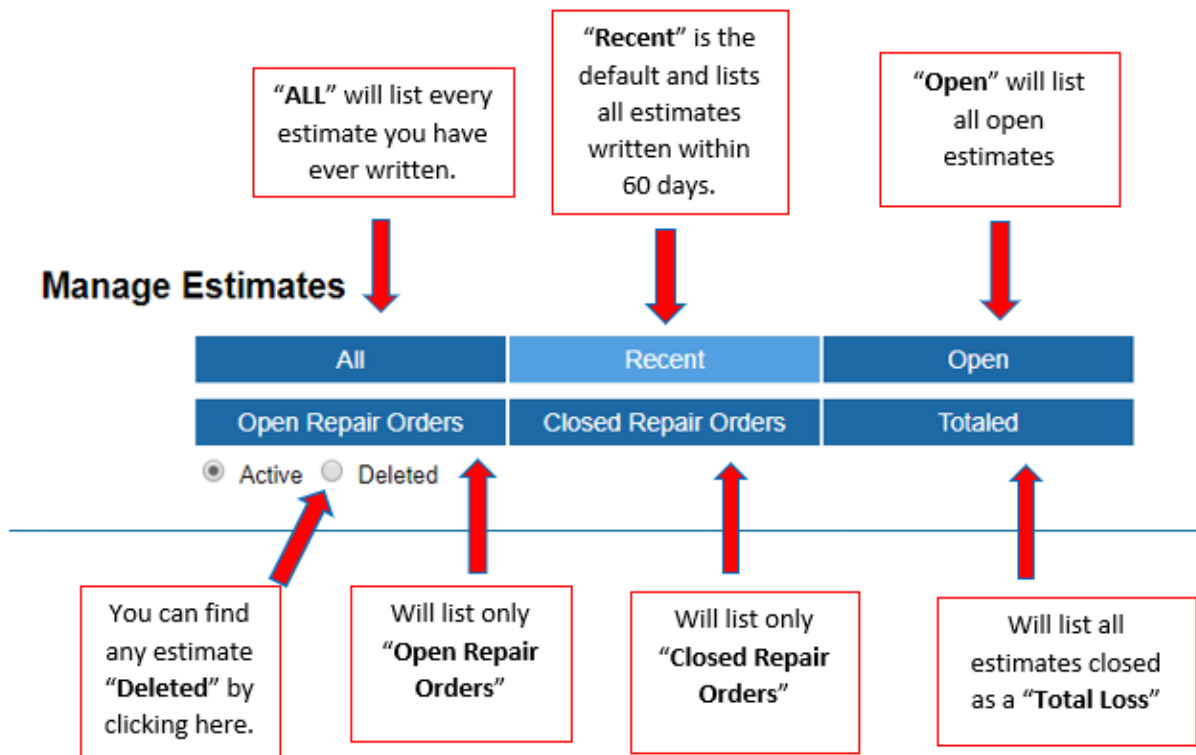 “ALL” will list every
estimate you have
ever written.
“Recent” is the
default and lists
all estimates
written within
60 days.
“Open” will list
all open
estimates
Manage Estimates
All
Recent
Open
Open Repair Orders
Closed Repair Orders
Totaled
Active
Deleted
You can find
any estimate
“Deleted” by
clicking here.
Will list only
“Open Repair
Orders”
Will list only
“Closed Repair
Orders”
Will list all
estimates closed
as a “Total Loss”